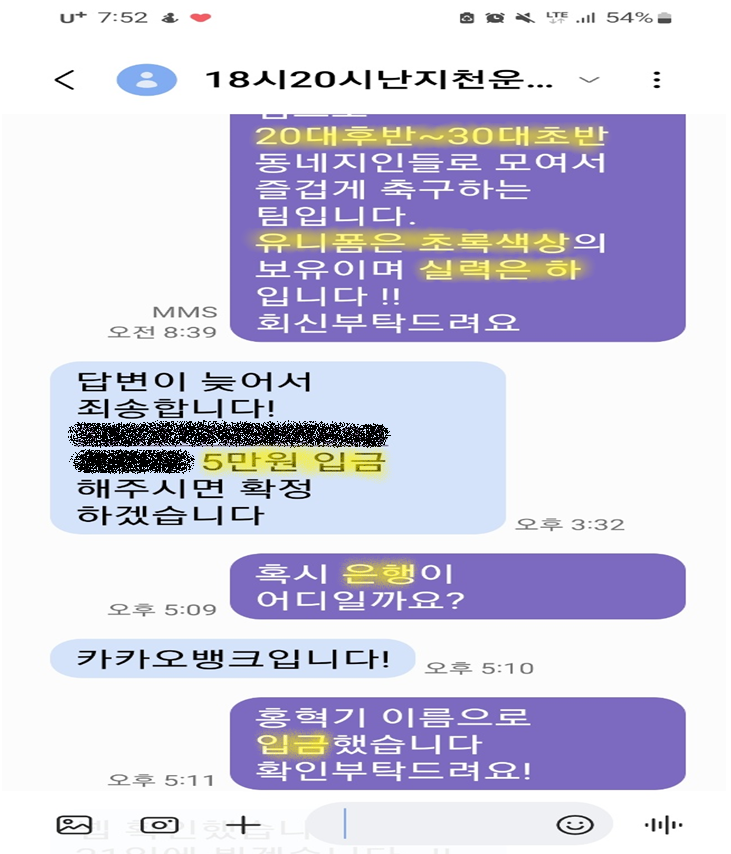 U+ 7:52 LTE 54%
18시20시난지천운...
20대후반~30대초반
동네지인들로 모여서
즐겁게 축구하는
팀입니다.
유니폼은 초록색상의
보유이며 실력은 하
입니다 !!
회신부탁드려요
MMS
오전 8:39
답변이 늦어서
죄송합니다!
5만원 입금
해주시면 확정
하겠습니다
오후 3:32
혹시 은행이
어디일까요?
오후 5:09
카카오뱅크입니다!
오후 5:10
홍혁기 이름으로
입금했습니다
확인부탁드려요!
오후 5:11